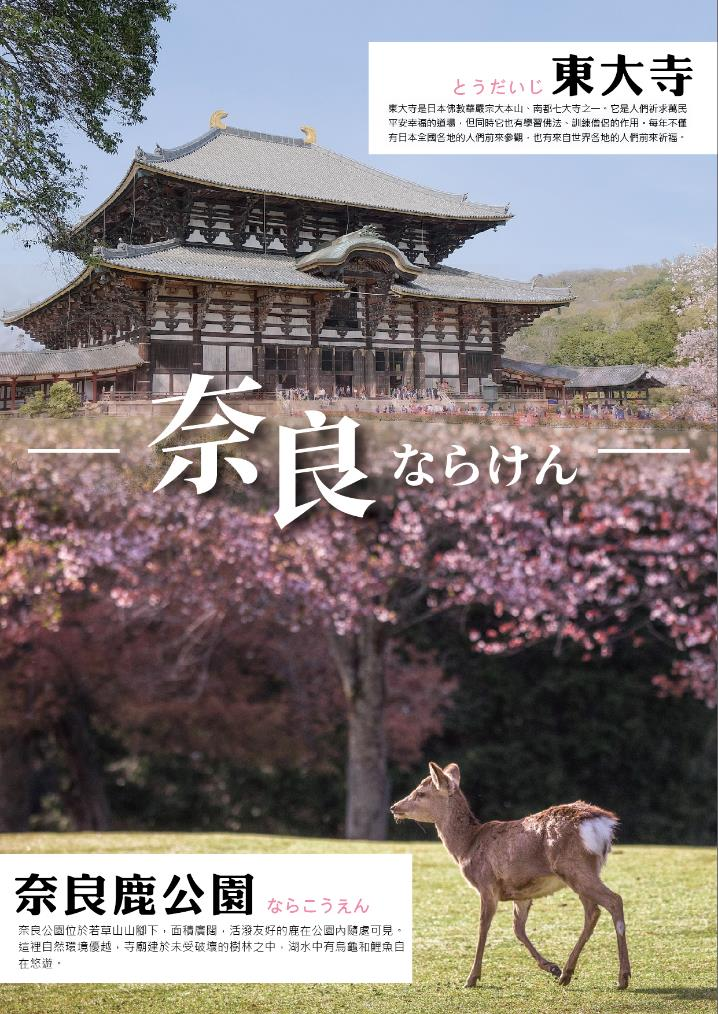 とうだいじ 東大寺
東大寺是日本佛教華嚴宗大本山、南都七大寺之一。它是人們祈求萬民
平安幸福的道場，但同時它也有學習佛法、訓練僧侶的作用。每年不僅
有日本全國各地的人們前來參觀，也有來自世界各地的人們前來祈福。
奈良 ならけん
奈良鹿公園 ならこうえん
奈良公園位於若草山山腳下，面積廣闊，活潑友好的鹿在公園內隨處可見。
這裡自然環境優越，寺廟建於未受破壞的樹林之中，湖水中有烏龜和鯉魚自
在悠遊。